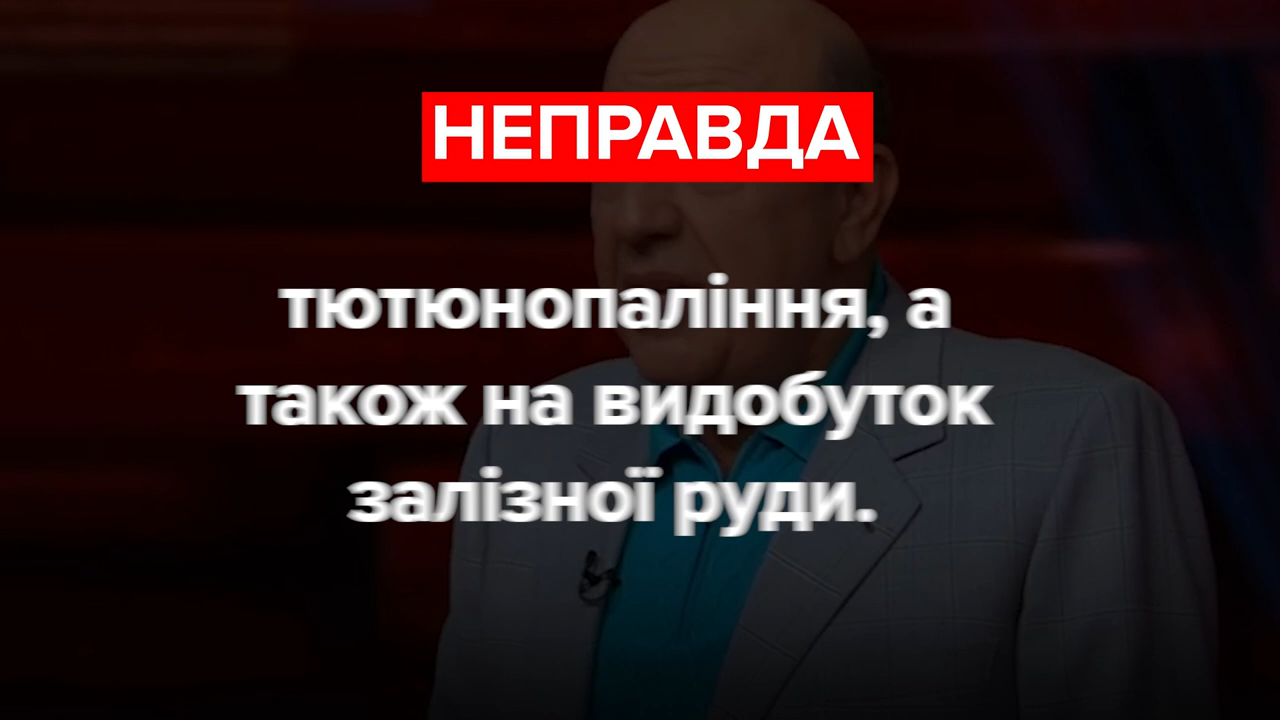 НЕПРАВДА
тютюнопаління, а
також на видобуток
залізної руди.